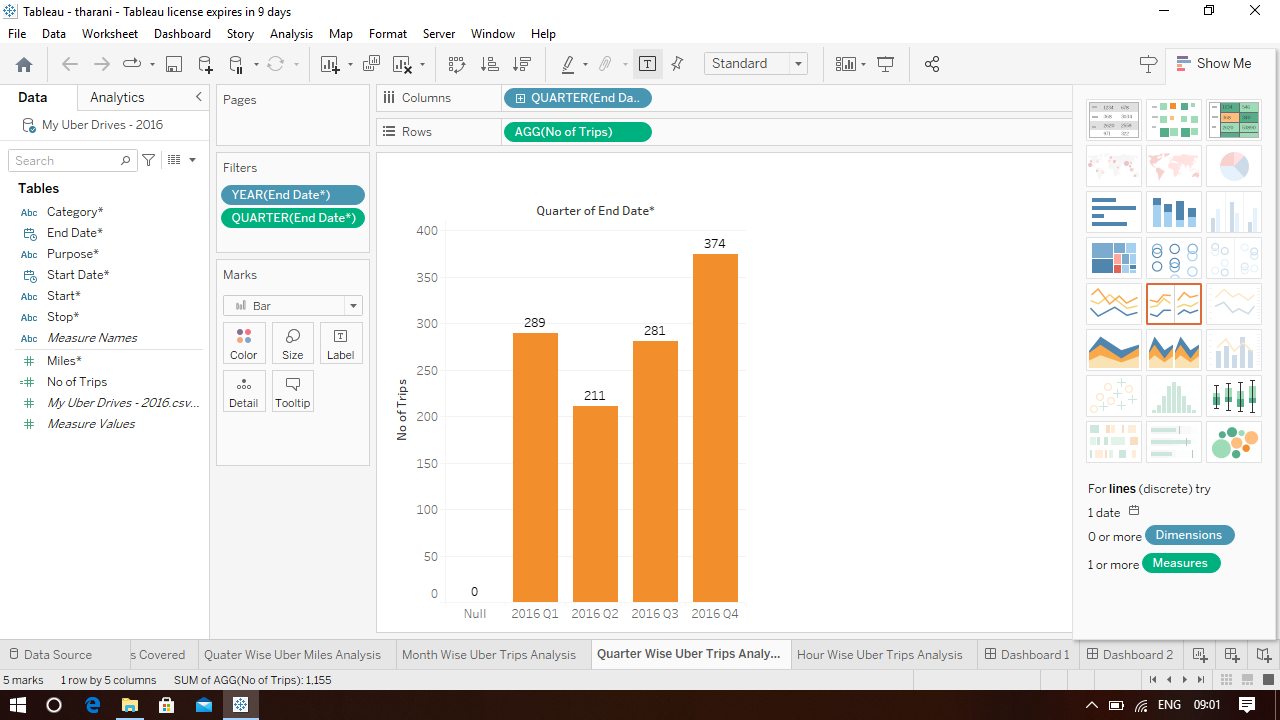 Tableau - tharani - Tableau license expires in 9 days
File Data Worksheet Dashboard Story Analysis Map Format Server Window Help
Standard
Show Me
Data Analytics
My Uber Drives - 2016
Search
Tables
Abc Category*
End Date*
Abc Purpose*
Start Date*
Abc Start*
Abc Stop*
Abc Measure Names
Miles*
No of Trips
My Uber Drives - 2016.csv...
Measure Values
Pages
Filters
YEAR(End Date*)
QUARTER(End Date*)
Marks
Bar
Color Size Label
Detail Tooltip
Columns QUARTER(End Da..
Rows AGG(No of Trips)
Quarter of End Date*
No of Trips
400
350
300
250
200
150
100
50
0
0 289 211 281 374
Null 2016 Q1 2016 Q2 2016 Q3 2016 Q4
For lines (discrete) try
1 date
0 or more Dimensions
1 or more Measures
Data Source s Covered Quater Wise Uber Miles Analysis Month Wise Uber Trips Analysis Quarter Wise Uber Trips Analy... Hour Wise Uber Trips Analysis Dashboard 1 Dashboard 2
5 marks 1 row by 5 columns SUM of AGG(No of Trips): 1,155
ENG 09:01